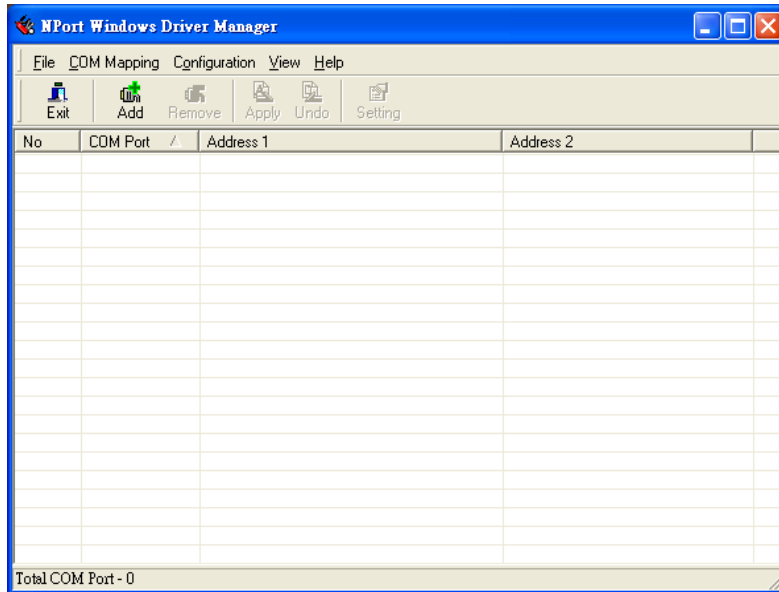 NPort Windows Driver Manager
File COM Mapping Configuration View Help
Exit Add Remove Apply Undo Setting
No COM Port Address 1 Address 2
Total COM Port - 0